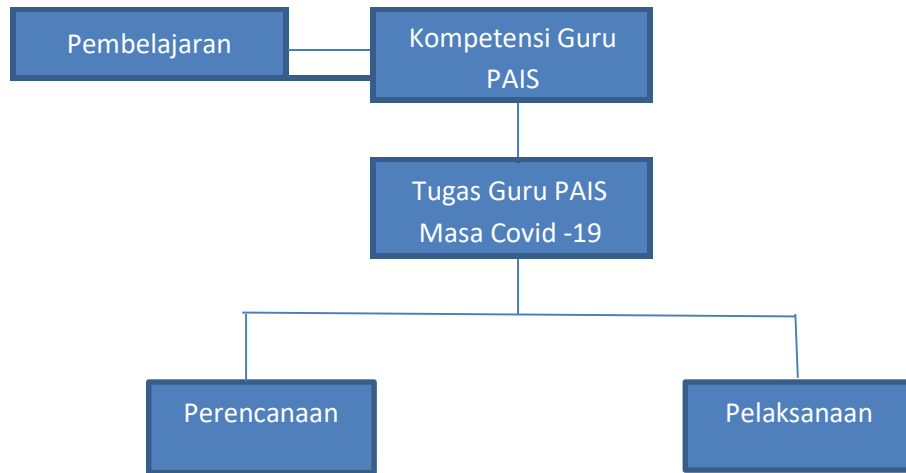 Pembelajaran
Kompetensi Guru
PAIS
Tugas Guru PAIS
Masa Covid -19
Perencanaan
Pelaksanaan